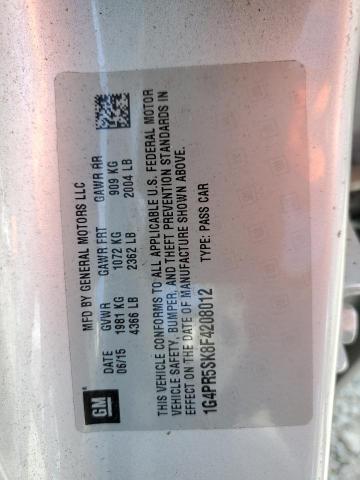 MFD BY GENERAL MOTORS LLC
DATE GVWR GAWR FRT GAWR RR
06/15 1981 KG 1072 KG 909 KG
4366 LB 2362 LB 2004 LB
THIS VEHICLE CONFORMS TO ALL APPLICABLE U.S. FEDERAL MOTOR
VEHICLE SAFETY, BUMPER, AND THEFT PREVENTION STANDARDS IN
EFFECT ON THE DATE OF MANUFACTURE SHOWN ABOVE.
1G4PR5SK8F4208012 TYPE: PASS CAR
GM